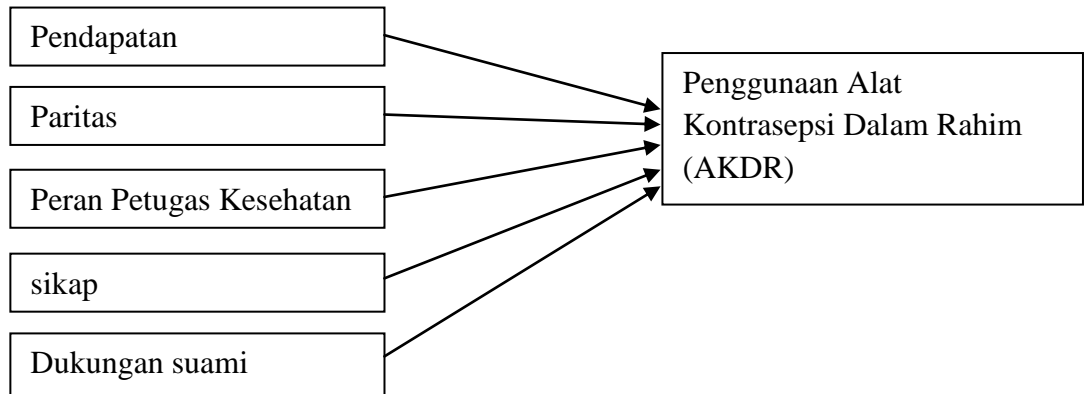 Pendapatan
Paritas
Peran Petugas Kesehatan
sikap
Dukungan suami
Penggunaan Alat
Kontrasepsi Dalam Rahim
(AKDR)